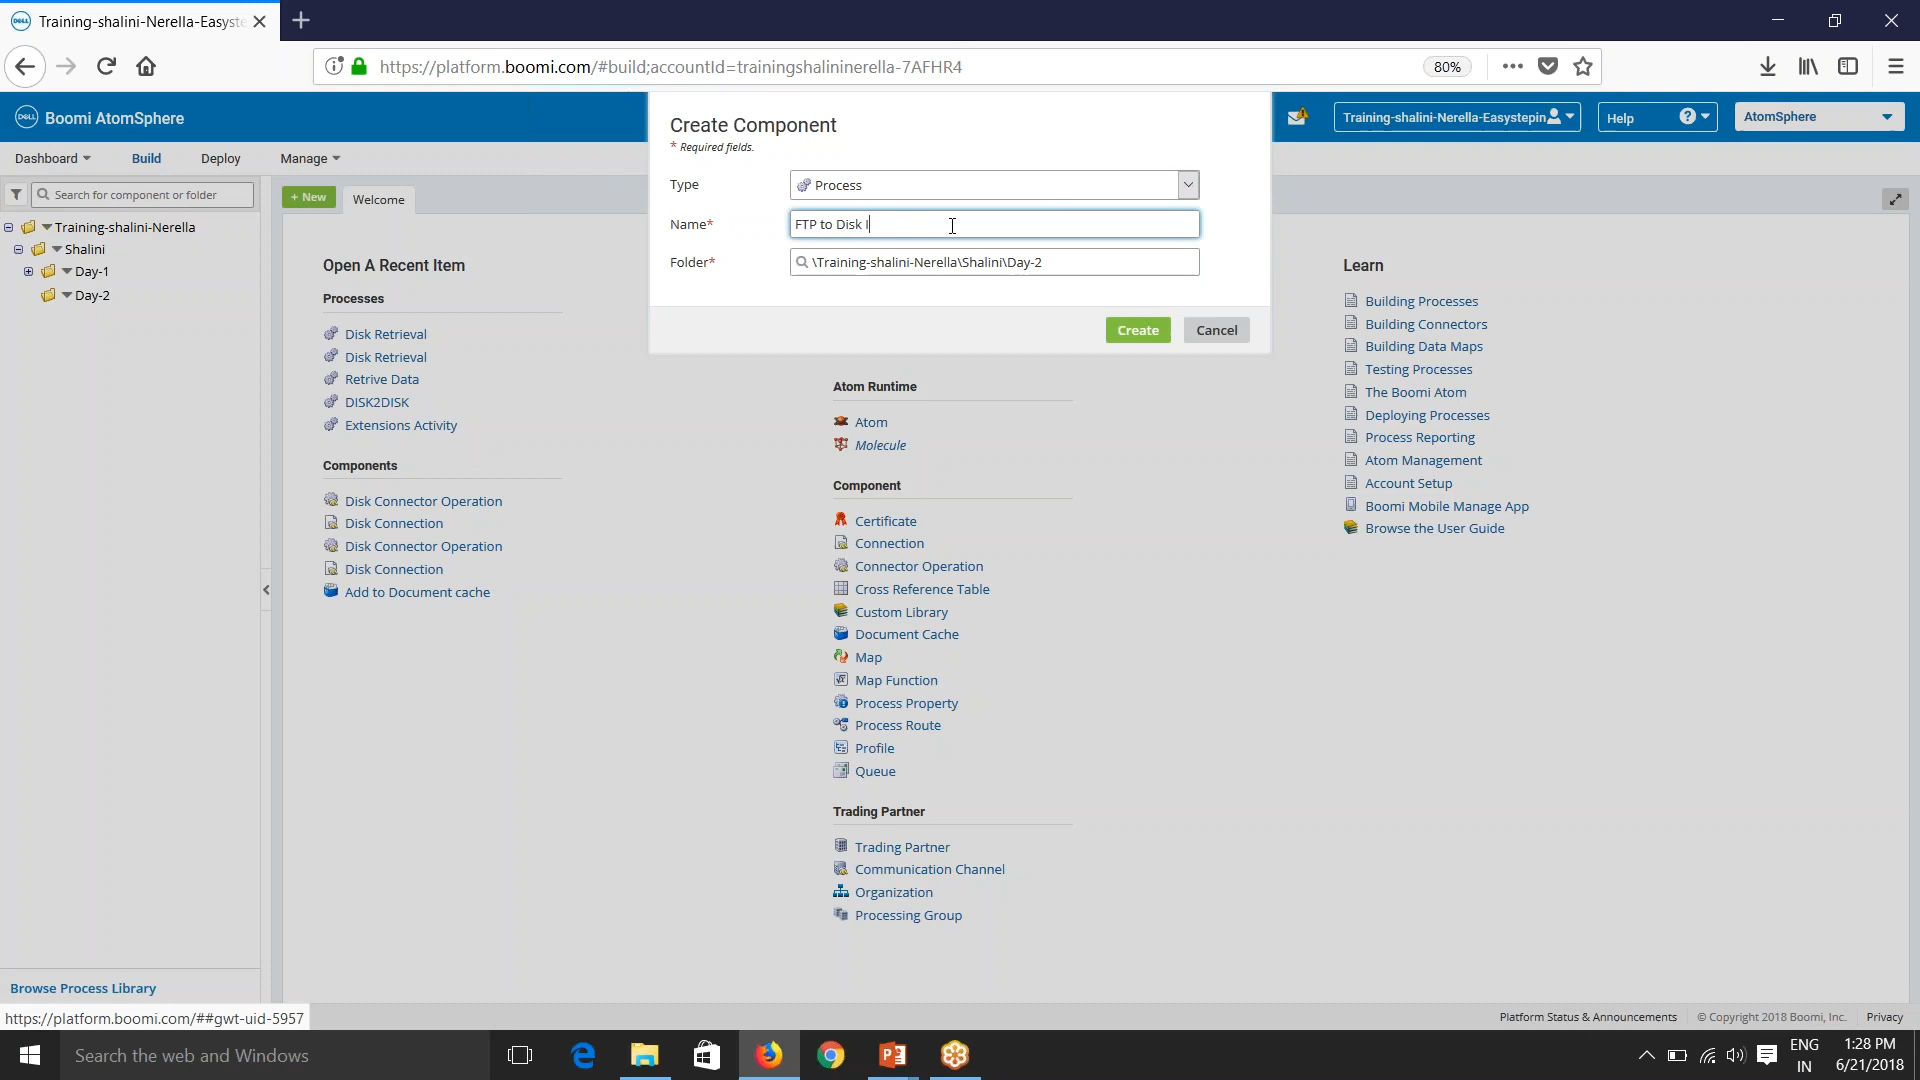 Training-shalini-Nerella-Easyste
https://platform.boomi.com/#build;accountId=trainingshalininerella-7AFHR4
80%
DELL
Boomi AtomSphere
Training-shalini-Nerella-Easystepin
Help
AtomSphere
Dashboard
Build
Deploy
Manage
Create Component
* Required fields.
Type
Process
Name*
FTP to Disk I
Folder*
\Training-shalini-Nerella\Shalini\Day-2
Create
Cancel
Search for component or folder
+ New
Welcome
Training-shalini-Nerella
Shalini
Day-1
Day-2
Open A Recent Item
Processes
Disk Retrieval
Disk Retrieval
Retrive Data
DISK2DISK
Extensions Activity
Components
Disk Connector Operation
Disk Connection
Disk Connector Operation
Disk Connection
Add to Document cache
Atom Runtime
Atom
Molecule
Component
Certificate
Connection
Connector Operation
Cross Reference Table
Custom Library
Document Cache
Map
Map Function
Process Property
Process Route
Profile
Queue
Trading Partner
Trading Partner
Communication Channel
Organization
Processing Group
Learn
Building Processes
Building Connectors
Building Data Maps
Testing Processes
The Boomi Atom
Deploying Processes
Process Reporting
Atom Management
Account Setup
Boomi Mobile Manage App
Browse the User Guide
Browse Process Library
https://platform.boomi.com/##gwt-uid-5957
Platform Status & Announcements
© Copyright 2018 Boomi, Inc.
Privacy
Search the web and Windows
ENG
IN
1:28 PM
6/21/2018